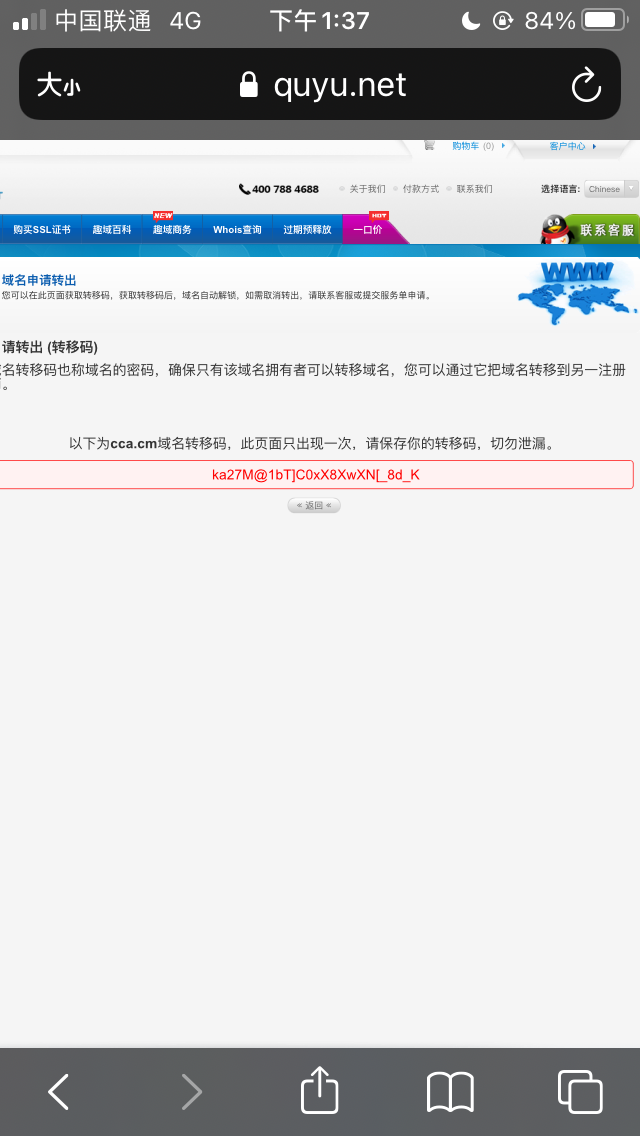 中国联通 4G 下午1:37 84%
大小 quyu.net
购物车 (0) 客户中心
400 788 4688 关于我们 付款方式 联系我们 选择语言: Chinese
NEW HOT
购买SSL证书 趣域百科 趣域商务 Whois查询 过期预释放 一口价 联系客服
域名申请转出
您可以在此页面获取转移码，获取转移码后，域名自动解锁，如需取消转出，请联系客服或提交服务单申请。
WWW
请转出 (转移码)
名转移码也称域名的密码，确保只有该域名拥有者可以转移域名，您可以通过它把域名转移到另一注册
。
以下为cca.cm域名转移码，此页面只出现一次，请保存你的转移码，切勿泄漏。
ka27M@1bT]C0xX8XwXN[_8d_K
« 返回 «